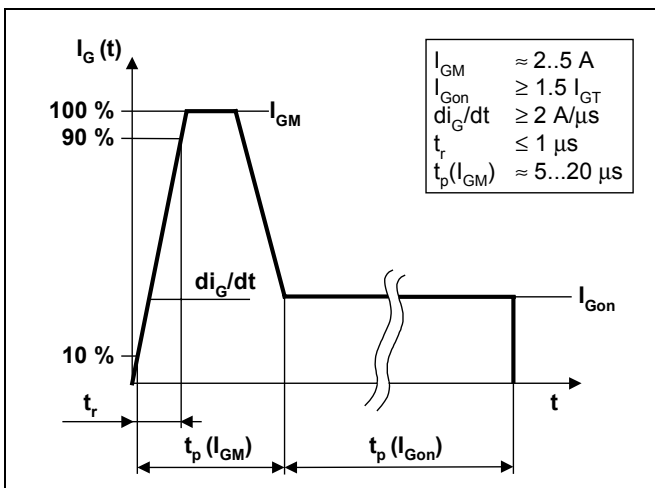 I_G (t)
100 %
I_GM
90 %
di_G/dt
I_Gon
10 %
t
t_r
t_p (I_GM)
t_p (I_Gon)
I_GM ≈ 2..5 A
I_Gon ≥ 1.5 I_GT
di_G/dt ≥ 2 A/μs
t_r ≤ 1 μs
t_p(I_GM) ≈ 5...20 μs